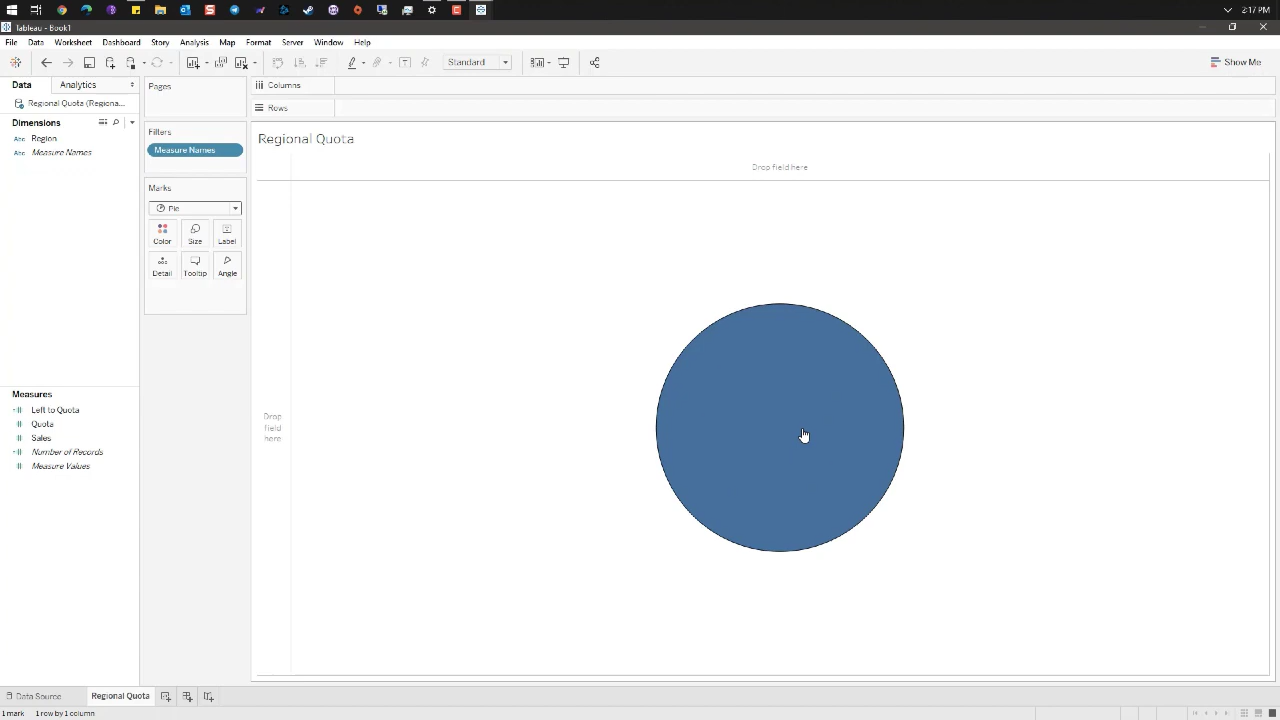 2:17 PM
Tableau - Book1
File Data Worksheet Dashboard Story Analysis Map Format Server Window Help
Standard
Show Me
Data Analytics
Regional Quota (Regiona...
Dimensions
Abc Region
Abc Measure Names
Measures
Left to Quota
Quota
Sales
Number of Records
Measure Values
Pages
Filters
Measure Names
Marks
Pie
Color Size Label
Detail Tooltip Angle
Columns
Rows
Regional Quota
Drop field here
Drop
field
here
Data Source Regional Quota
1 mark 1 row by 1 column